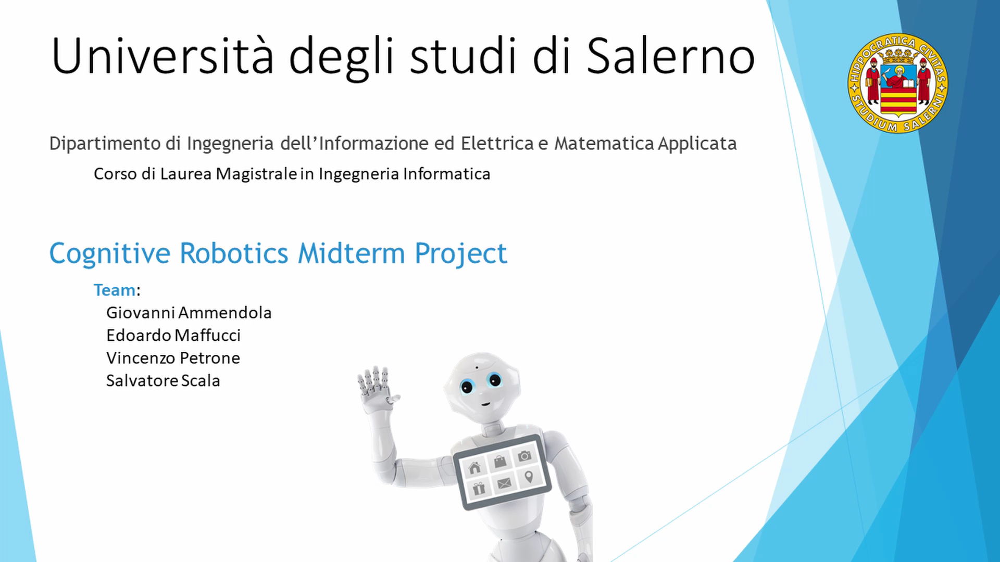 Università degli studi di Salerno
HIPPOCRATICA CIVITAS
STUDIUM SALERNI
Dipartimento di Ingegneria dell’Informazione ed Elettrica e Matematica Applicata
Corso di Laurea Magistrale in Ingegneria Informatica
Cognitive Robotics Midterm Project
Team:
Giovanni Ammendola
Edoardo Maffucci
Vincenzo Petrone
Salvatore Scala